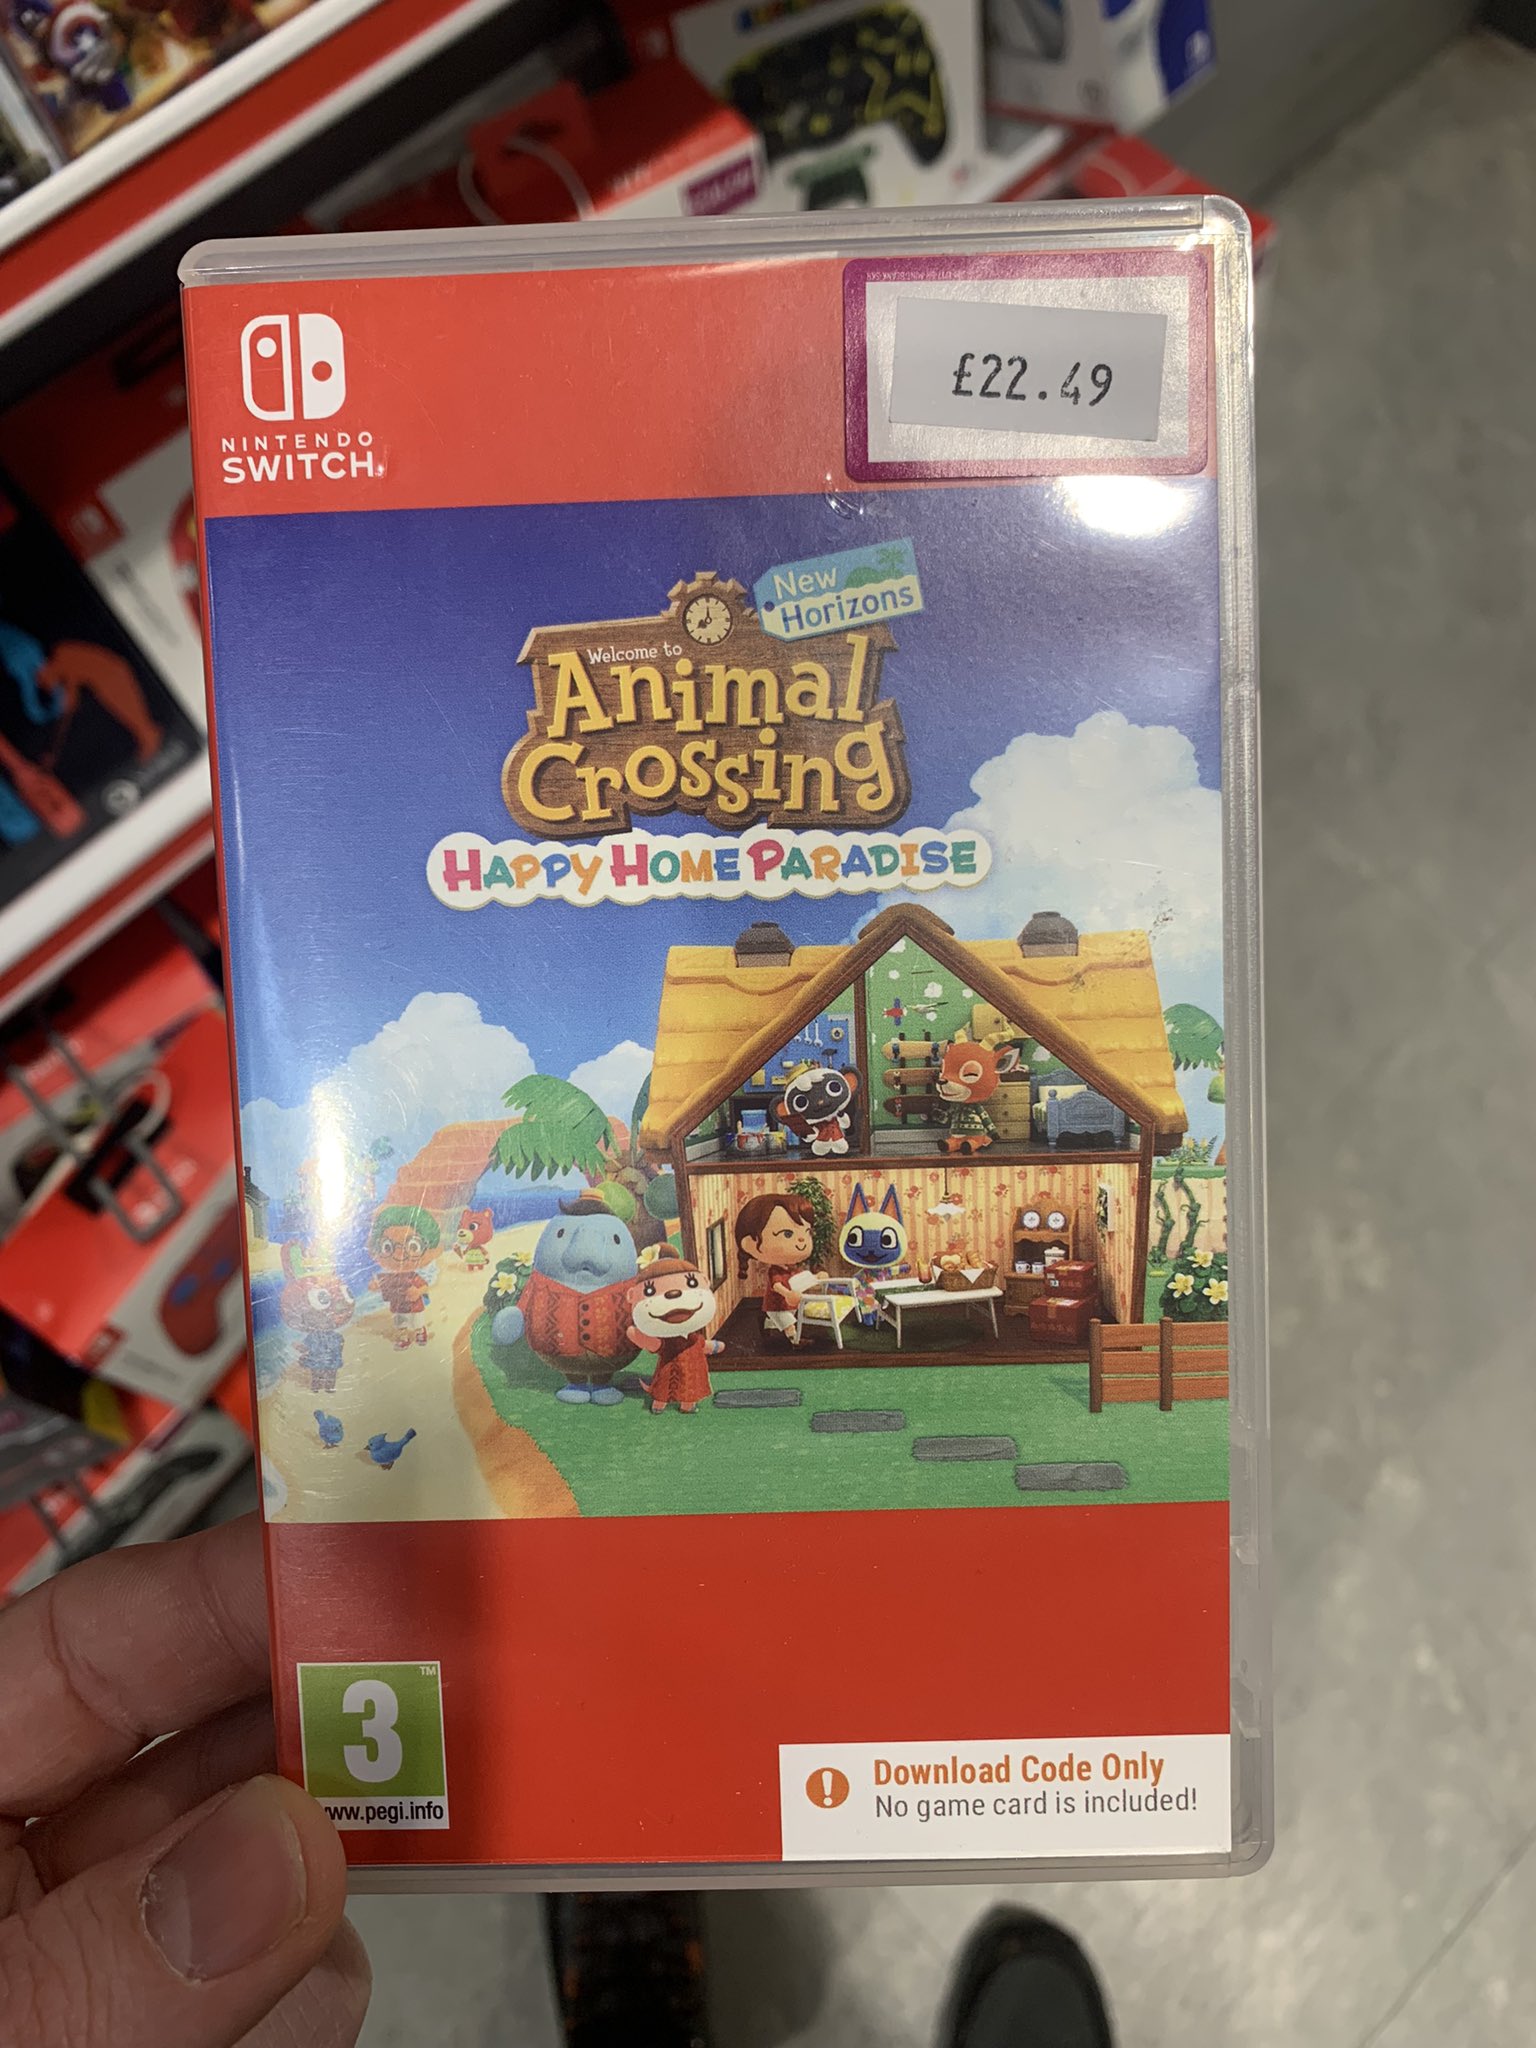 £22.49
NINTENDO
SWITCH
New
Horizons
Welcome to
Animal
Crossing
HAPPY HOME PARADISE
3
™
www.pegi.info
! Download Code Only
No game card is included!